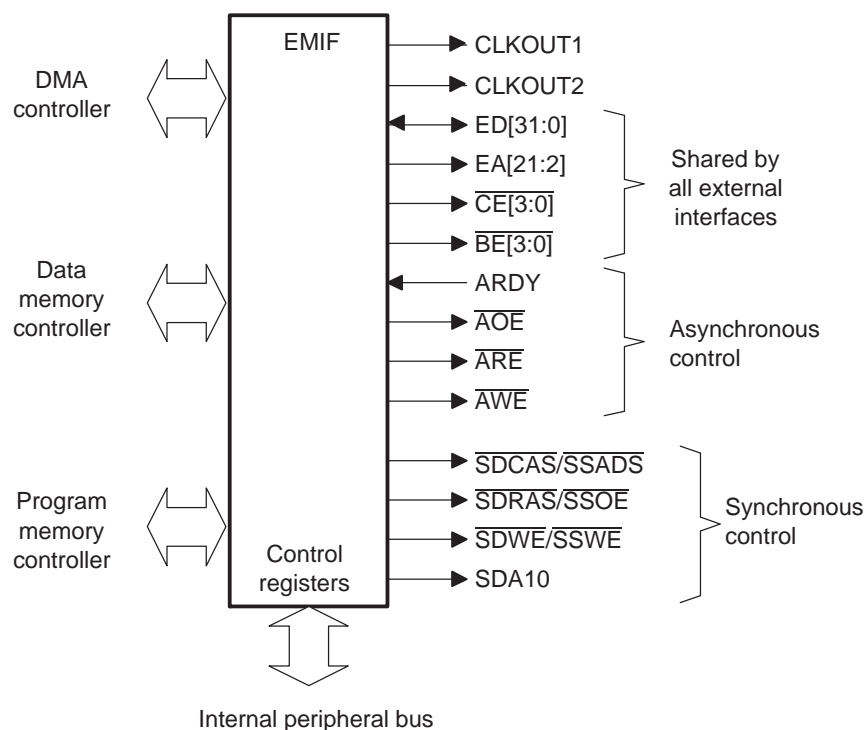 EMIF
CLKOUT1
CLKOUT2
ED[31:0]
EA[21:2]
CE[3:0]
BE[3:0]
ARDY
AOE
ARE
AWE
SDCAS/SSADS
SDRAS/SSOE
SDWE/SSWE
SDA10
DMA
controller
Data
memory
controller
Program
memory
controller
Control
registers
Shared by
all external
interfaces
Asynchronous
control
Synchronous
control
Internal peripheral bus